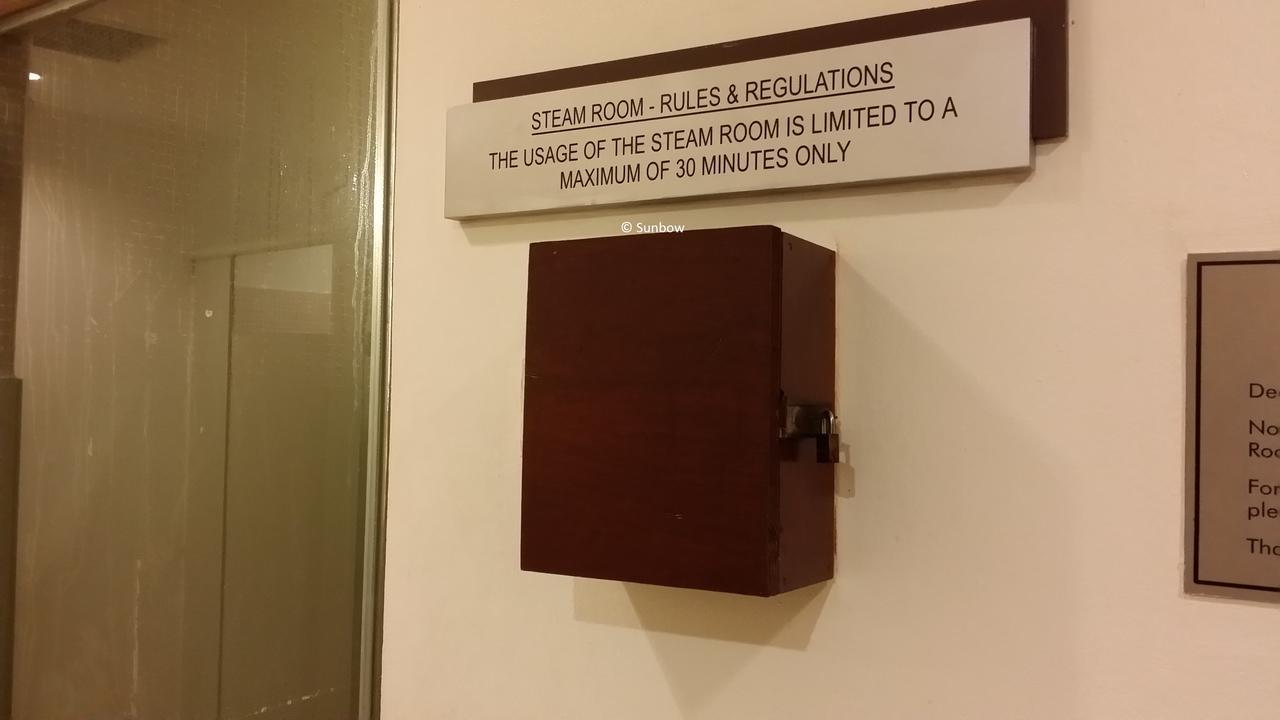 STEAM ROOM - RULES & REGULATIONS
THE USAGE OF THE STEAM ROOM IS LIMITED TO A
MAXIMUM OF 30 MINUTES ONLY
© Sunbow
For